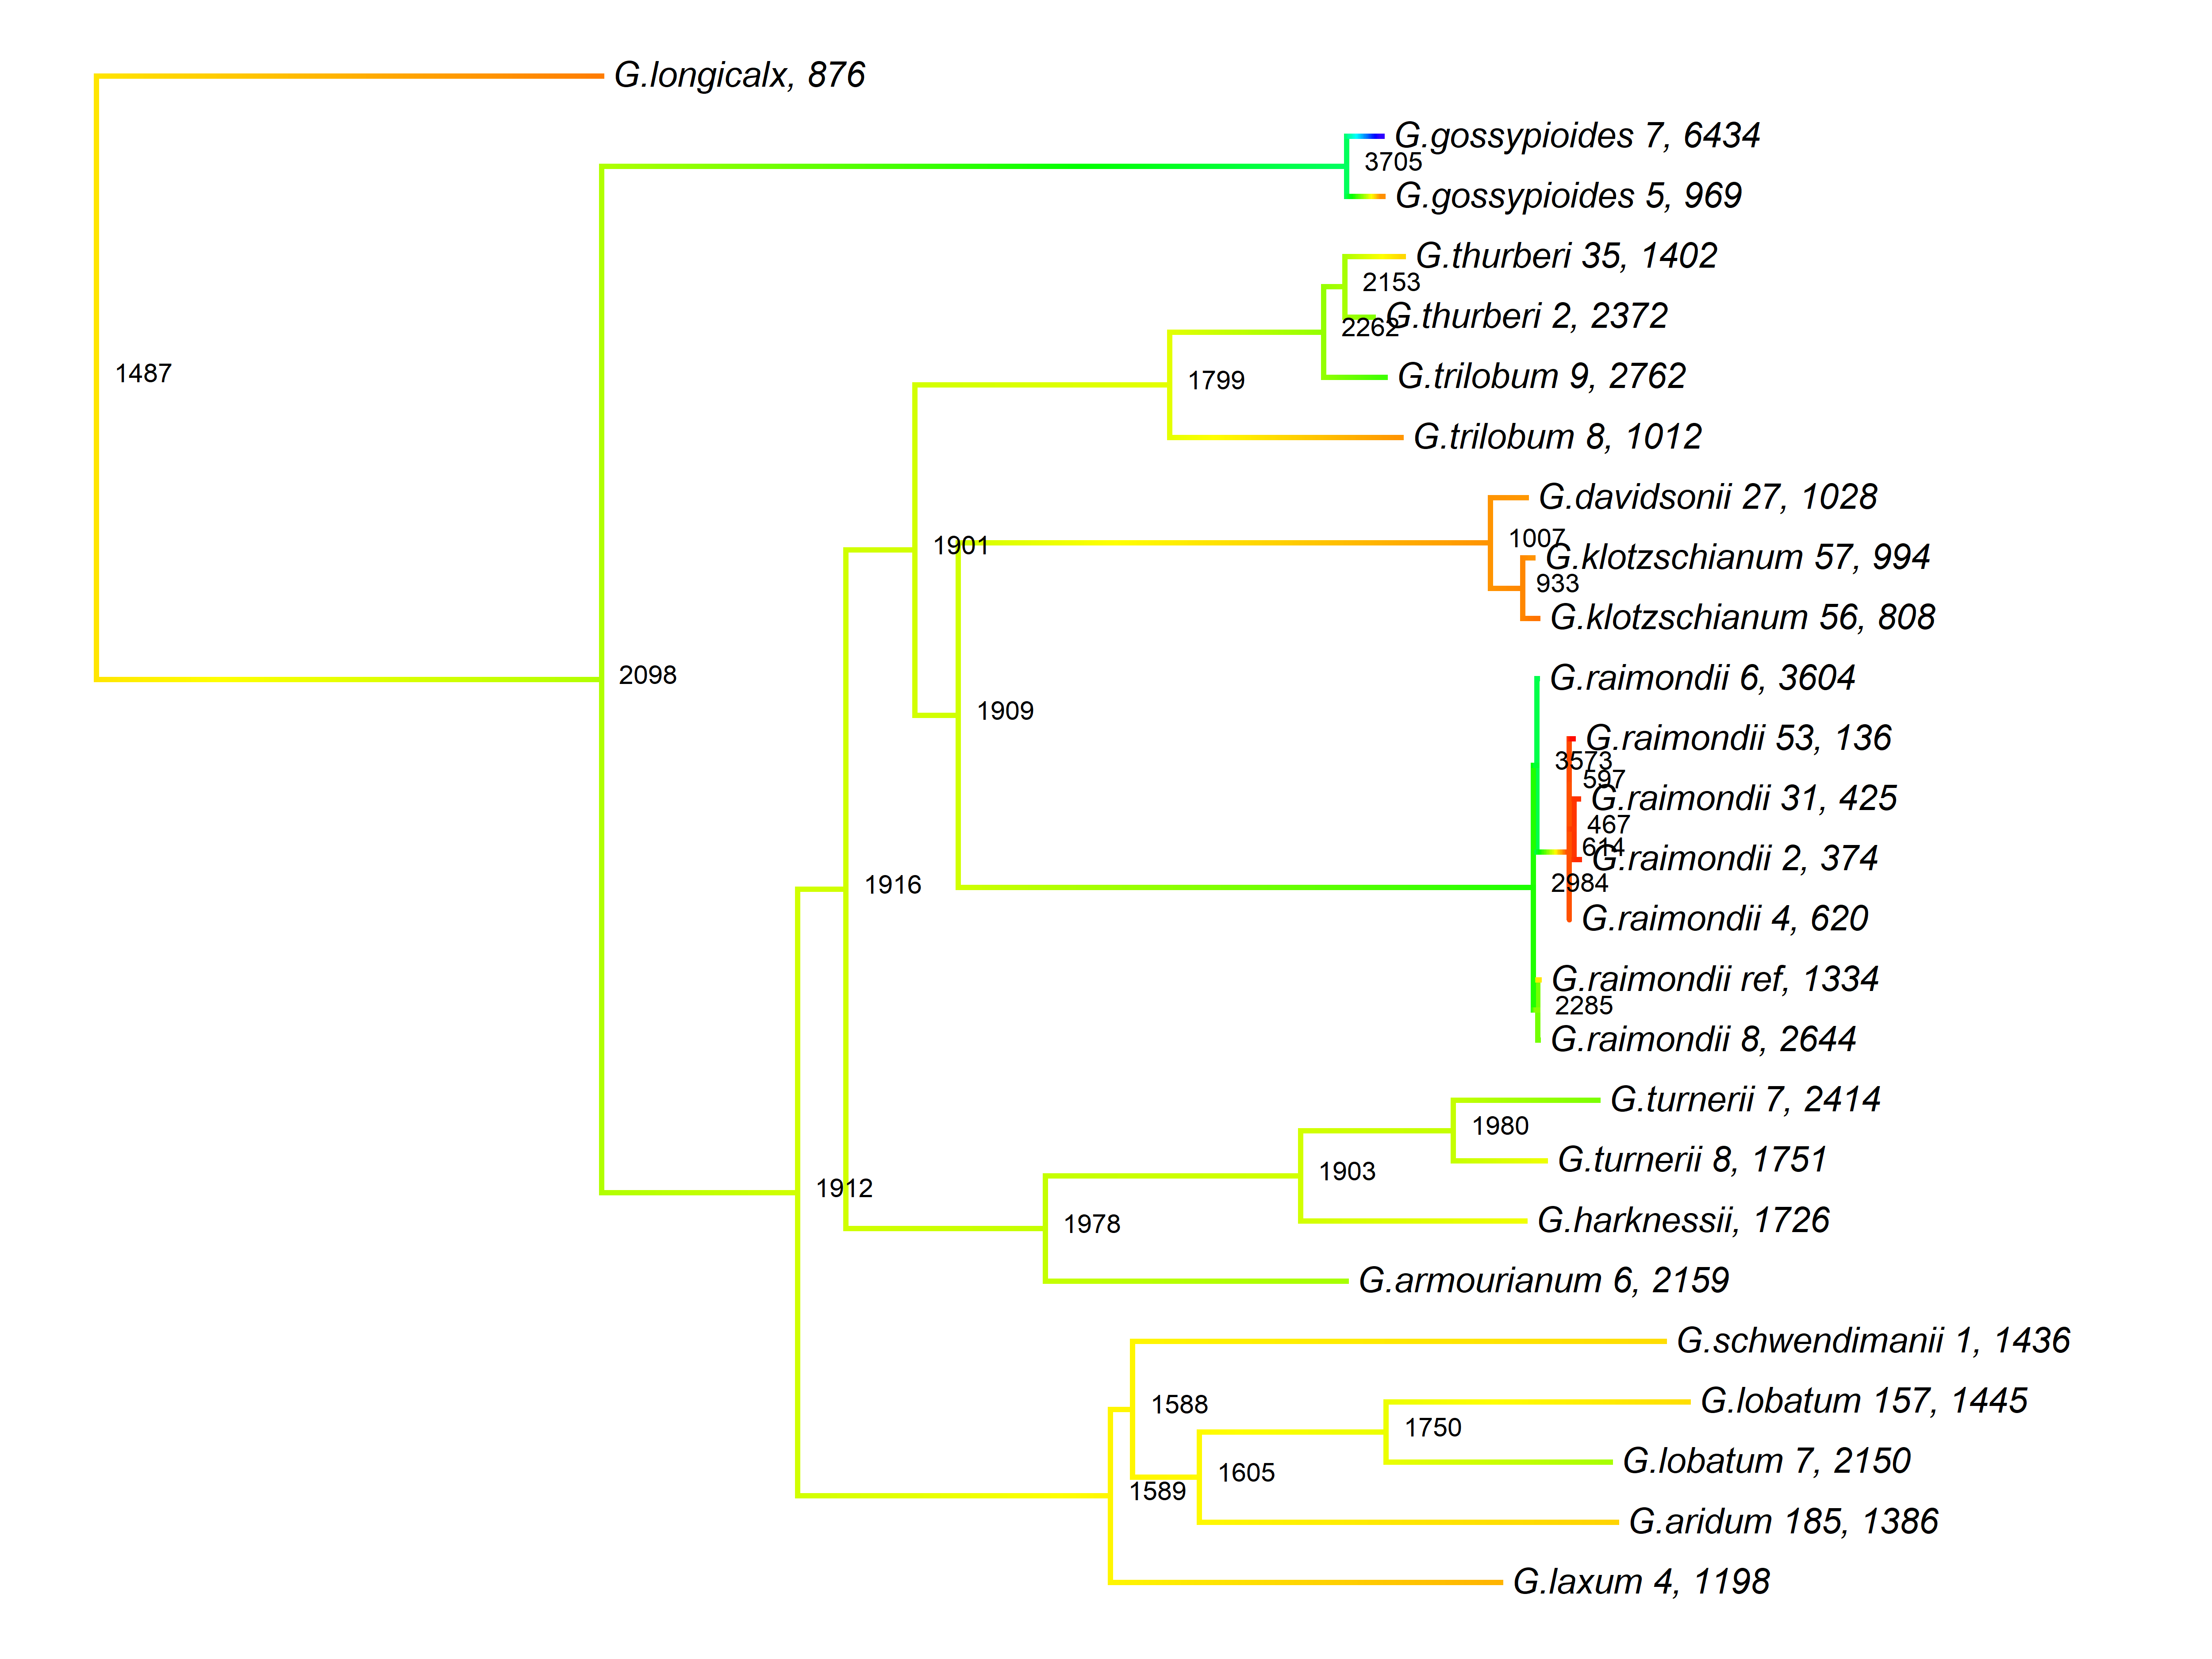 G.longicalx, 876
G.gossypioides 7, 6434
3705
G.gossypioides 5, 969
G.thurberi 35, 1402
2153
G.thurberi 2, 2372
2262
1487
G.trilobum 9, 2762
1799
G.trilobum 8, 1012
G.davidsonii 27, 1028
1007
1901
G.klotzschianum 57, 994
933
G.klotzschianum 56, 808
2098
G.raimondii 6, 3604
1909
G.raimondii 53, 136
3573
597
G.raimondii 31, 425
467
614
G.raimondii 2, 374
2984
1916
G.raimondii 4, 620
G.raimondii ref, 1334
2285
G.raimondii 8, 2644
G.turnerii 7, 2414
1980
G.turnerii 8, 1751
1903
1912
G.harknessii, 1726
1978
G.armourianum 6, 2159
G.schwendimanii 1, 1436
G.lobatum 157, 1445
1588
1750
G.lobatum 7, 2150
1605
1589
G.aridum 185, 1386
G.laxum 4, 1198